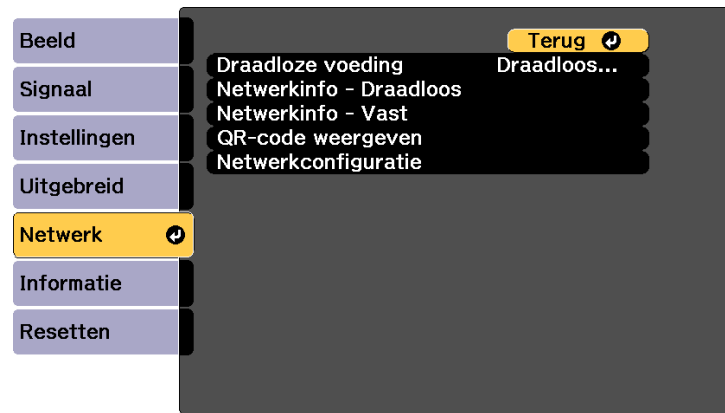 Beeld
Signaal
Instellingen
Uitgebreid
Netwerk
Informatie
Resetten
Terug
Draadloze voeding Draadloos...
Netwerkinfo - Draadloos
Netwerkinfo - Vast
QR-code weergeven
Netwerkconfiguratie